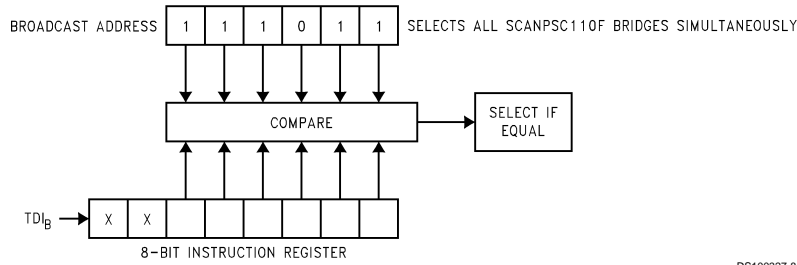 BROADCAST ADDRESS 1 1 1 0 1 1 SELECTS ALL SCANPSC110F BRIDGES SIMULTANEOUSLY
COMPARE
SELECT IF
EQUAL
TDIB X X
8-BIT INSTRUCTION REGISTER